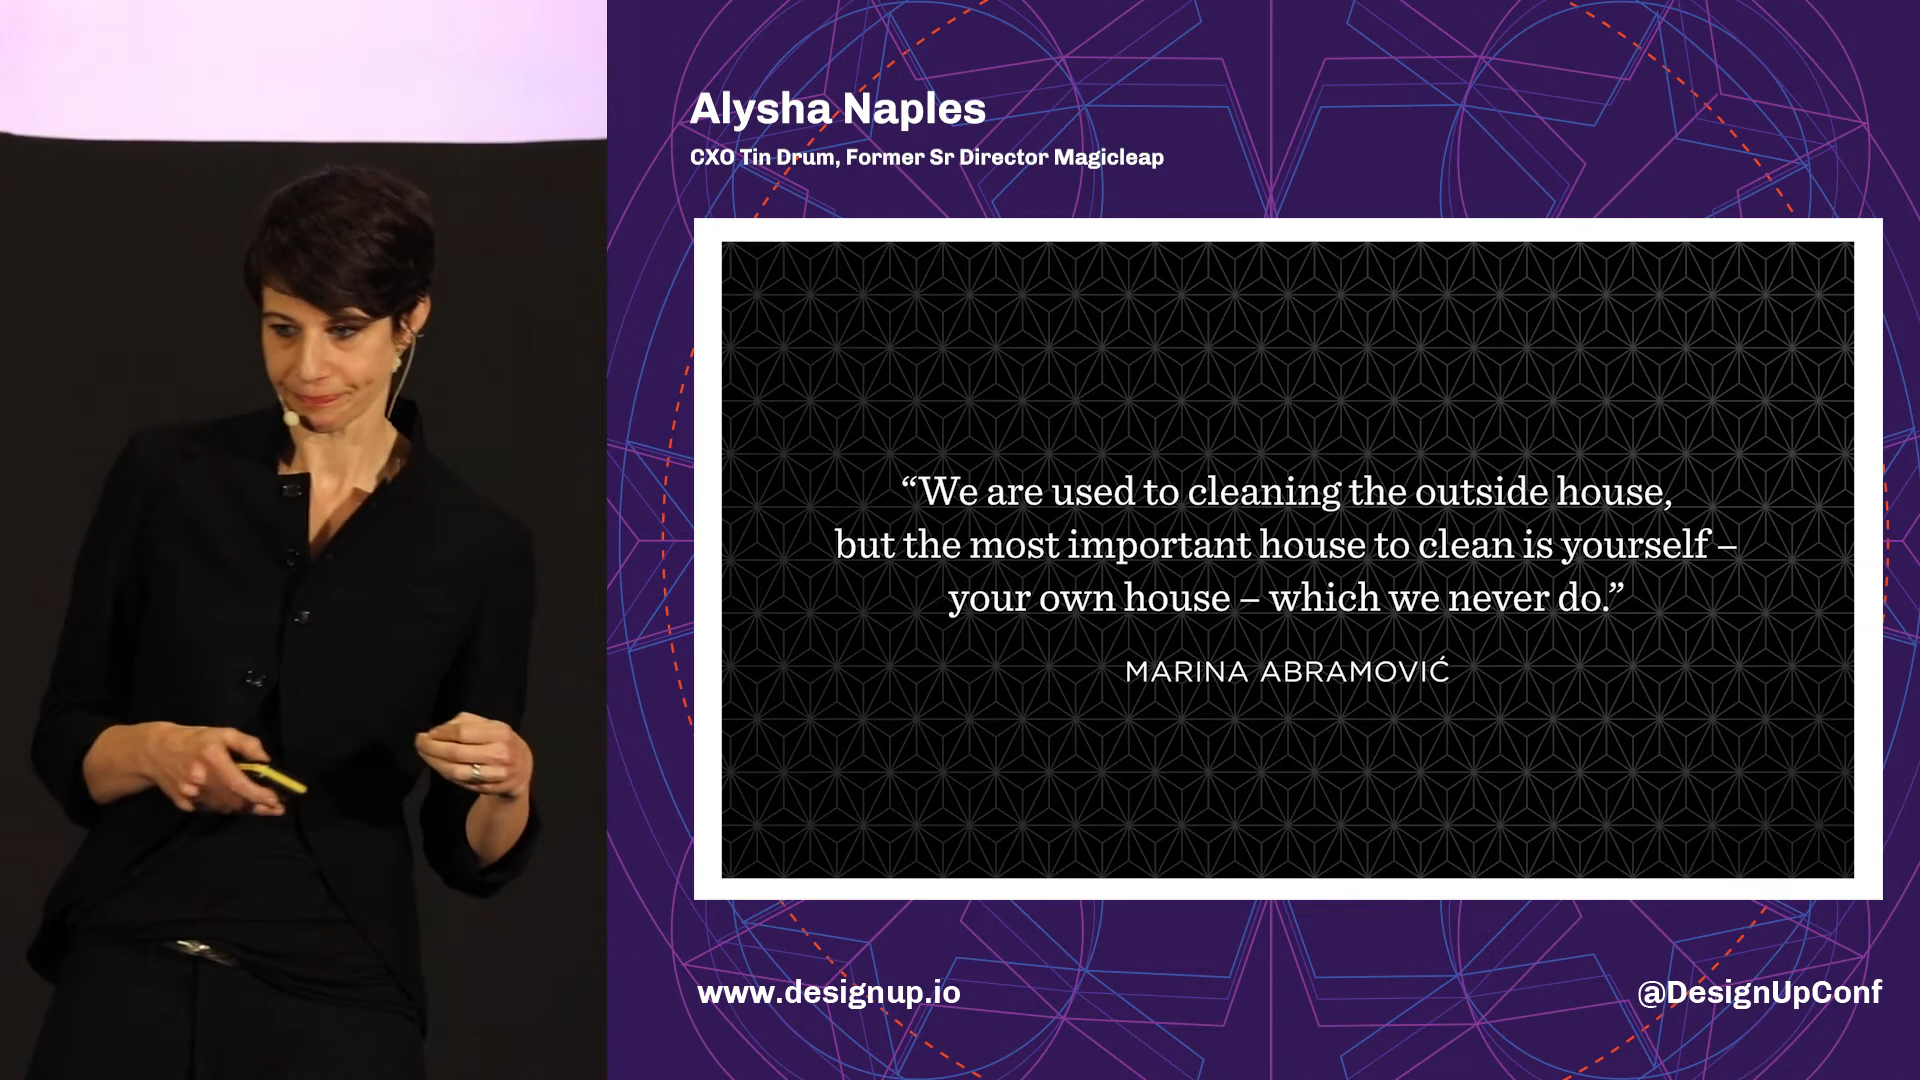 Alysha Naples
CXO Tin Drum, Former Sr Director Magicleap
“We are used to cleaning the outside house,
but the most important house to clean is yourself –
your own house – which we never do.”
MARINA ABRAMOVIĆ
www.designup.io
@DesignUpConf